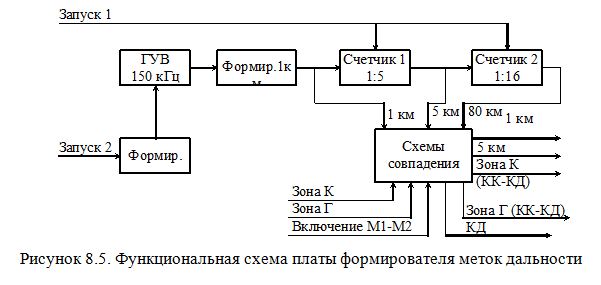 Запуск 1
ГУВ
150 кГц
Формир.1к
Счетчик 1
1:5
Счетчик 2
1:16
1 км
5 км
80 км
1 км
Запуск 2
Формир.
Схемы
совпадения
5 км
Зона К
(КК-КД)
Зона К
Зона Г
Включение М1-М2
Зона Г (КК-КД)
КД
Рисунок 8.5. Функциональная схема платы формирователя меток дальности